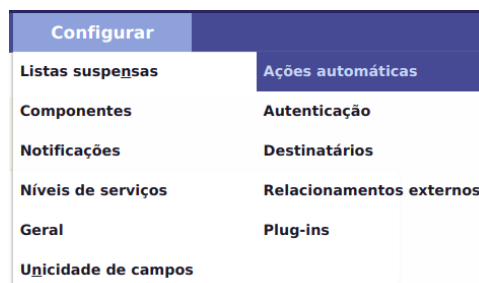 Configurar
Listas suspensas
Ações automáticas
Componentes
Autenticação
Notificações
Destinatários
Níveis de serviços
Relacionamentos externos
Geral
Plug-ins
Unicidade de campos